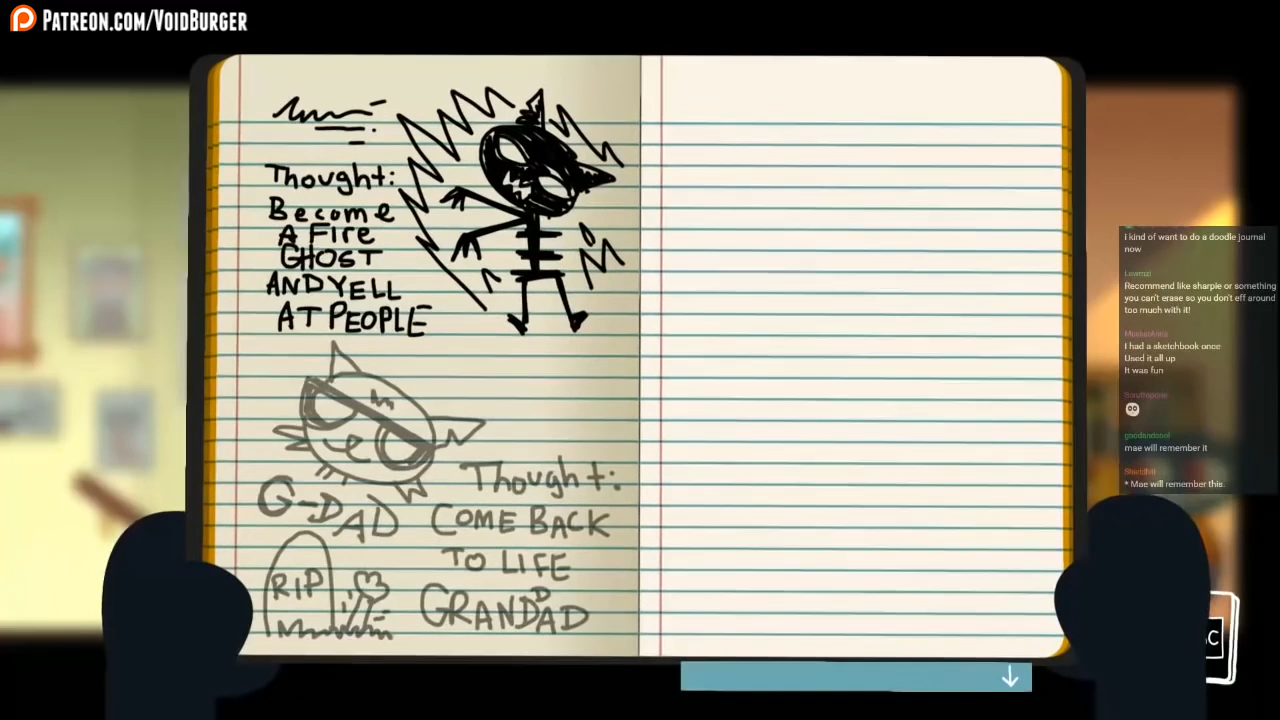 PATREON.COM/VOIDBURGER
Thought:
Become
A Fire
GHOST
AND YELL
AT PEOPLE
G-DAD
RIP
Thought:
COME BACK
TO LIFE
GRANDDAD
I kind of want to do a doodle journal
now
Recommend like sharpie or something
you can't erase so you don't eff around
too much with it!
I had a sketchbook once
Used it all up
It was fun
goodandcool
mae will remember it
* Mae will remember this.